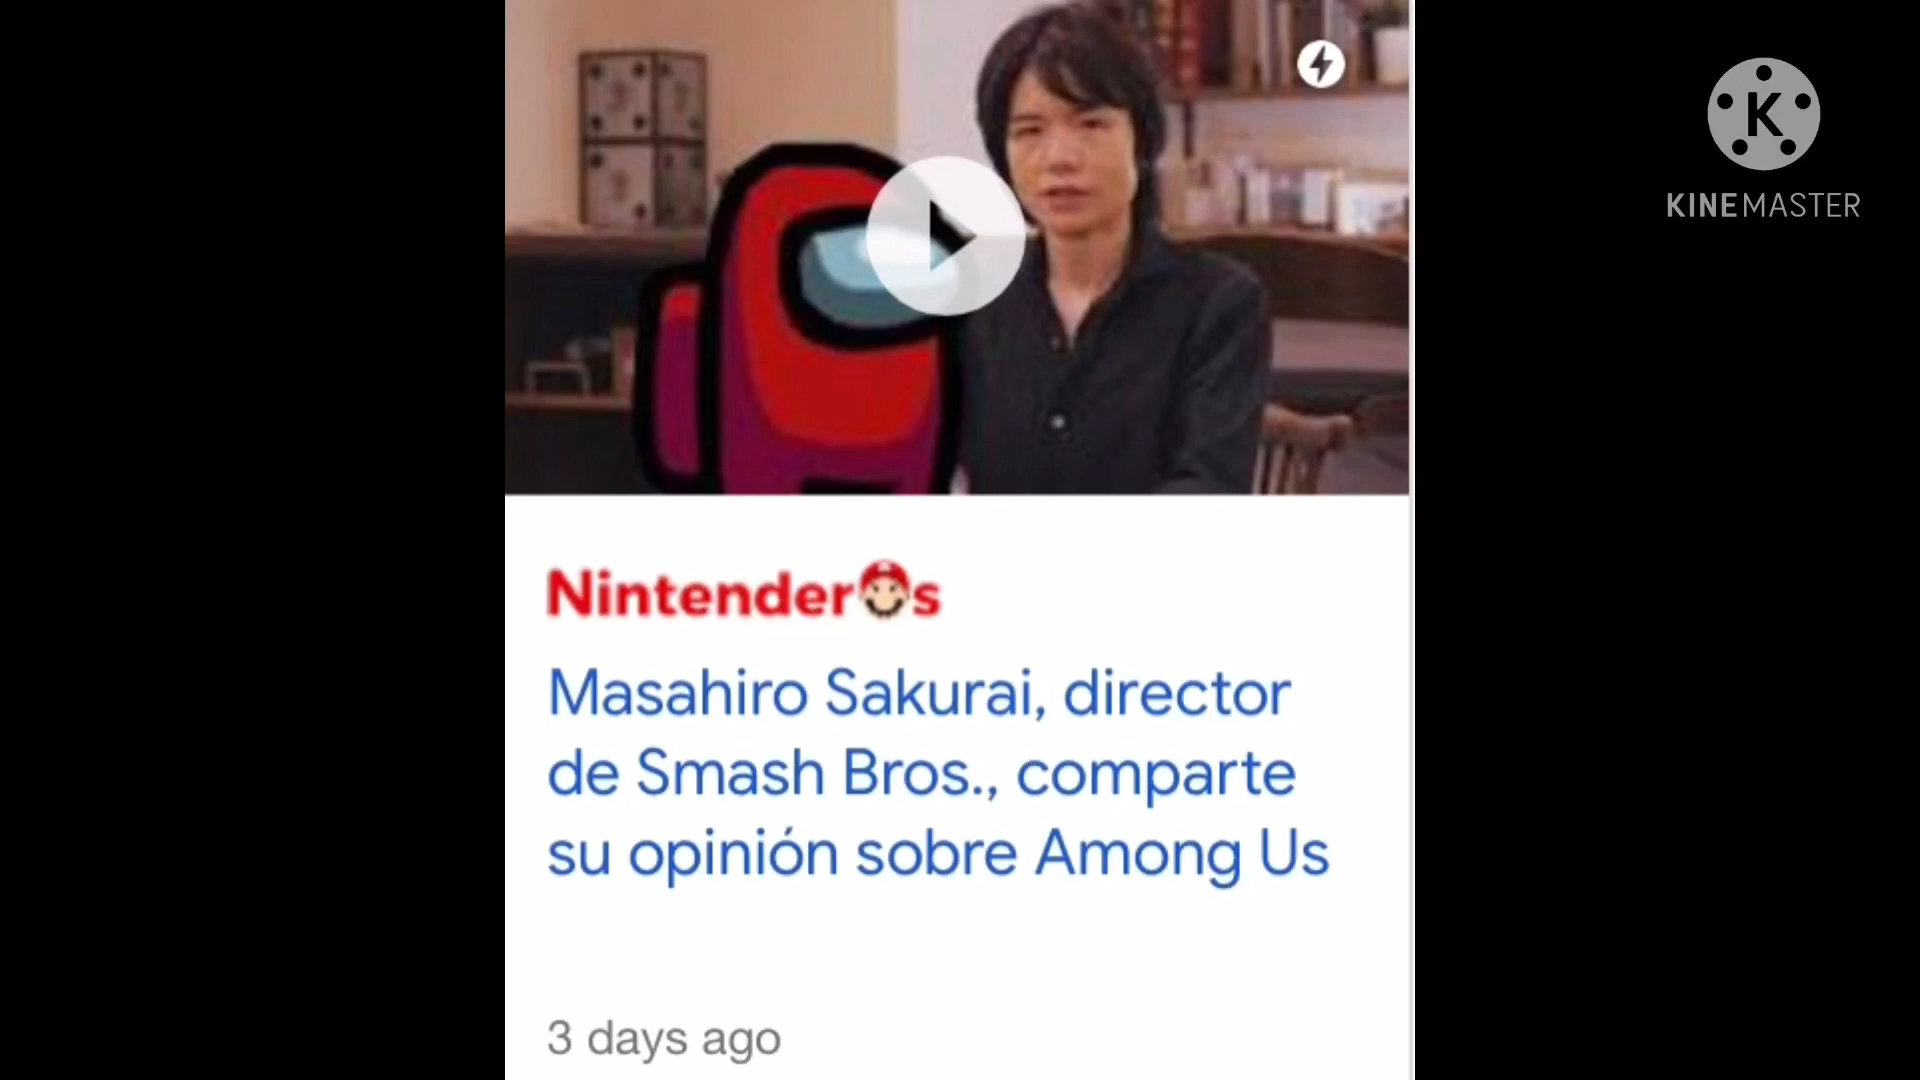 K
KINEMASTER
Nintenderos
Masahiro Sakurai, director
de Smash Bros., comparte
su opinión sobre Among Us
3 days ago